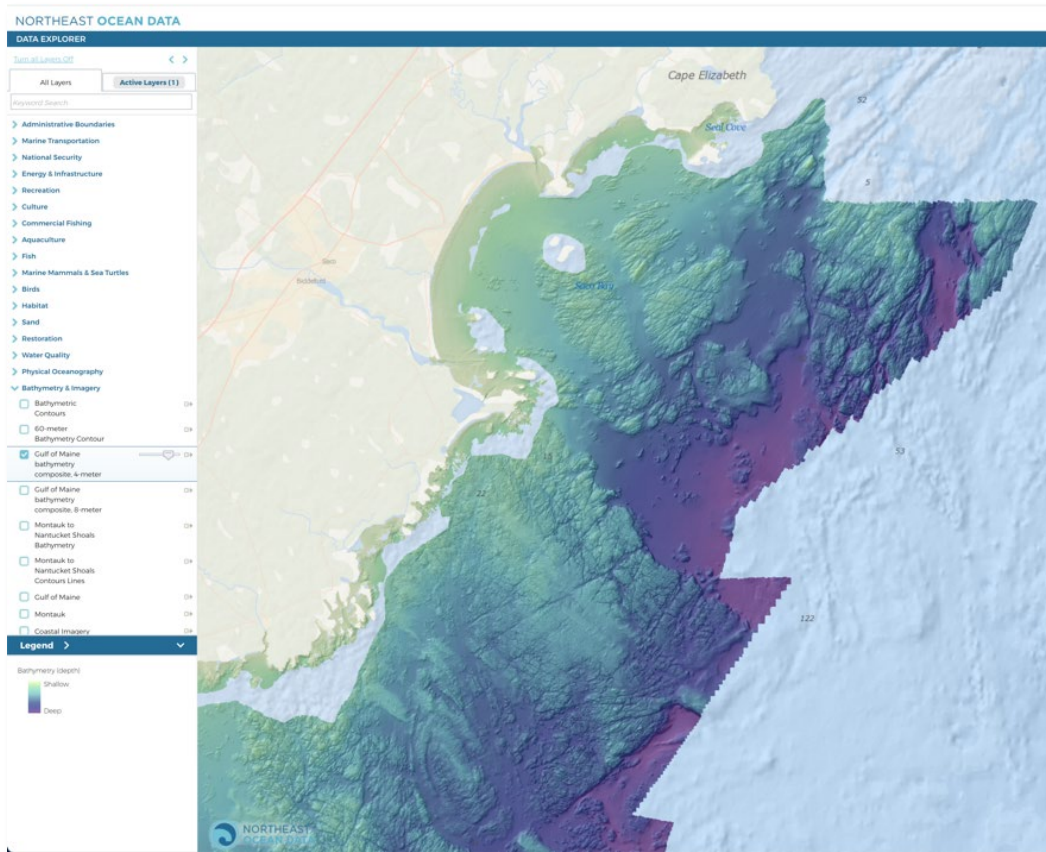 NORTHEAST OCEAN DATA
DATA EXPLORER
Turn all Layers Off
All Layers
Active Layers (1)
Keyword Search
Administrative Boundaries
Marine Transportation
National Security
Energy & Infrastructure
Recreation
Culture
Commercial Fishing
Aquaculture
Fish
Marine Mammals & Sea Turtles
Birds
Habitat
Sand
Restoration
Water Quality
Physical Oceanography
Bathymetry & Imagery
Bathymetric
Contours
60-meter
Bathymetry Contour
Gulf of Maine
bathymetry
composite, 4-meter
Gulf of Maine
bathymetry
composite, 8-meter
Montauk to
Nantucket Shoals
Bathymetry
Montauk to
Nantucket Shoals
Contours Lines
Gulf of Maine
Montauk
Coastal Imagery
Legend
Bathymetry (depth)
Shallow
Deep
Cape Elizabeth
Seal Cove
52
5
Saco
Biddeford
Saco Bay
53
18
22
122
NORTHEAST
OCEAN DATA